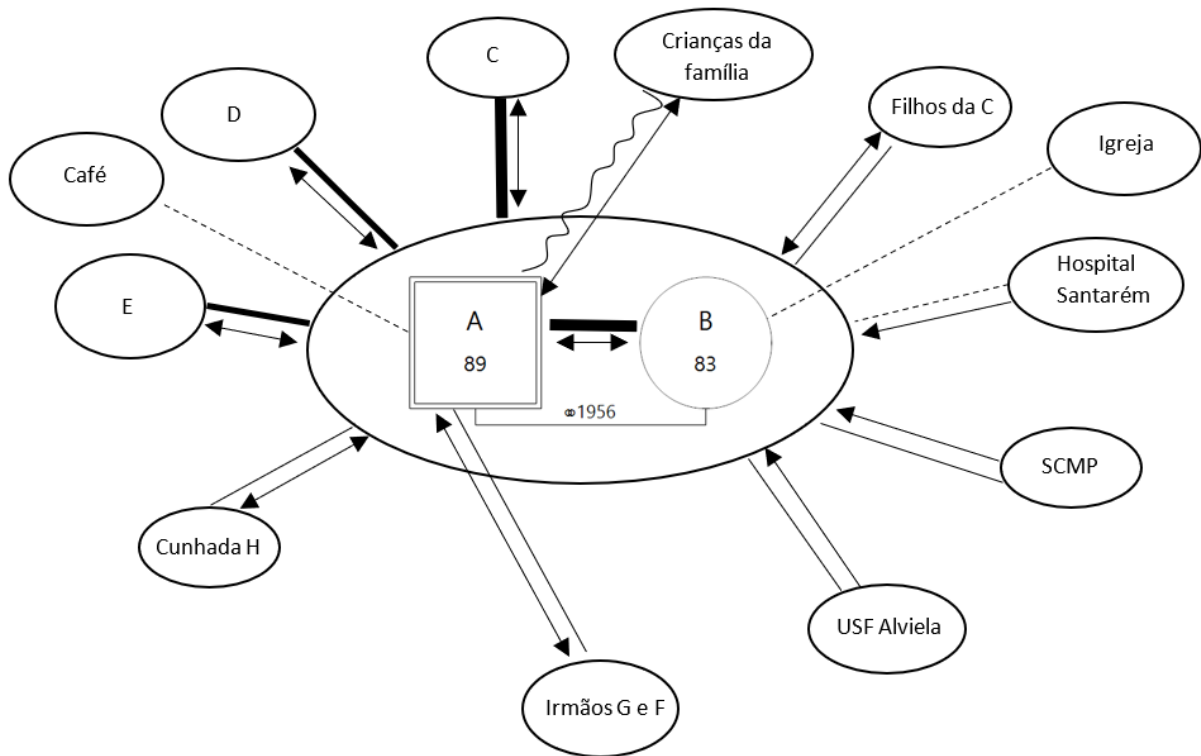 C
Crianças da
família
D
Filhos da C
Igreja
Café
Hospital
Santarém
E
A
89
B
83
⚭1956
SCMP
Cunhada H
USF Alviela
Irmãos G e F